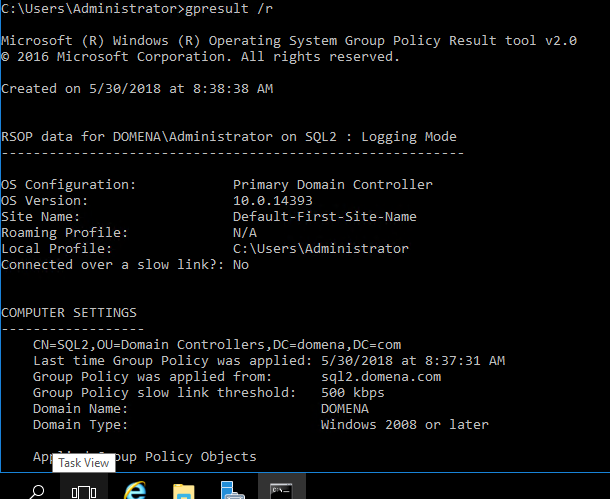 C:\Users\Administrator>gpresult /r
Microsoft (R) Windows (R) Operating System Group Policy Result tool v2.0
© 2016 Microsoft Corporation. All rights reserved.
Created on 5/30/2018 at 8:38:38 AM
RSOP data for DOMENA\Administrator on SQL2 : Logging Mode
----------------------------------------------------------
OS Configuration: Primary Domain Controller
OS Version: 10.0.14393
Site Name: Default-First-Site-Name
Roaming Profile: N/A
Local Profile: C:\Users\Administrator
Connected over a slow link?: No
COMPUTER SETTINGS
------------------
CN=SQL2,OU=Domain Controllers,DC=domena,DC=com
Last time Group Policy was applied: 5/30/2018 at 8:37:31 AM
Group Policy was applied from: sql2.domena.com
Group Policy slow link threshold: 500 kbps
Domain Name: DOMENA
Domain Type: Windows 2008 or later
Applied Group Policy Objects
Task View